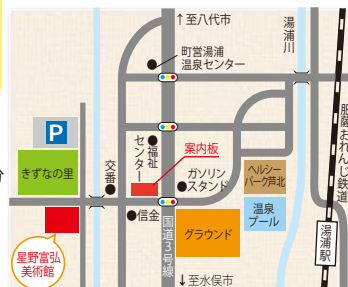 ↑至八代市
湯浦川
町営湯浦
温泉センター
肥薩おれんじ鉄道
P
福祉
センター
案内板
きずなの里
交番
ガソリン
スタンド
ヘルシー
パーク芦北
信金
国道3号線
グラウンド
温泉
プール
湯浦駅
星野富弘
美術館
↓至水俣市
分